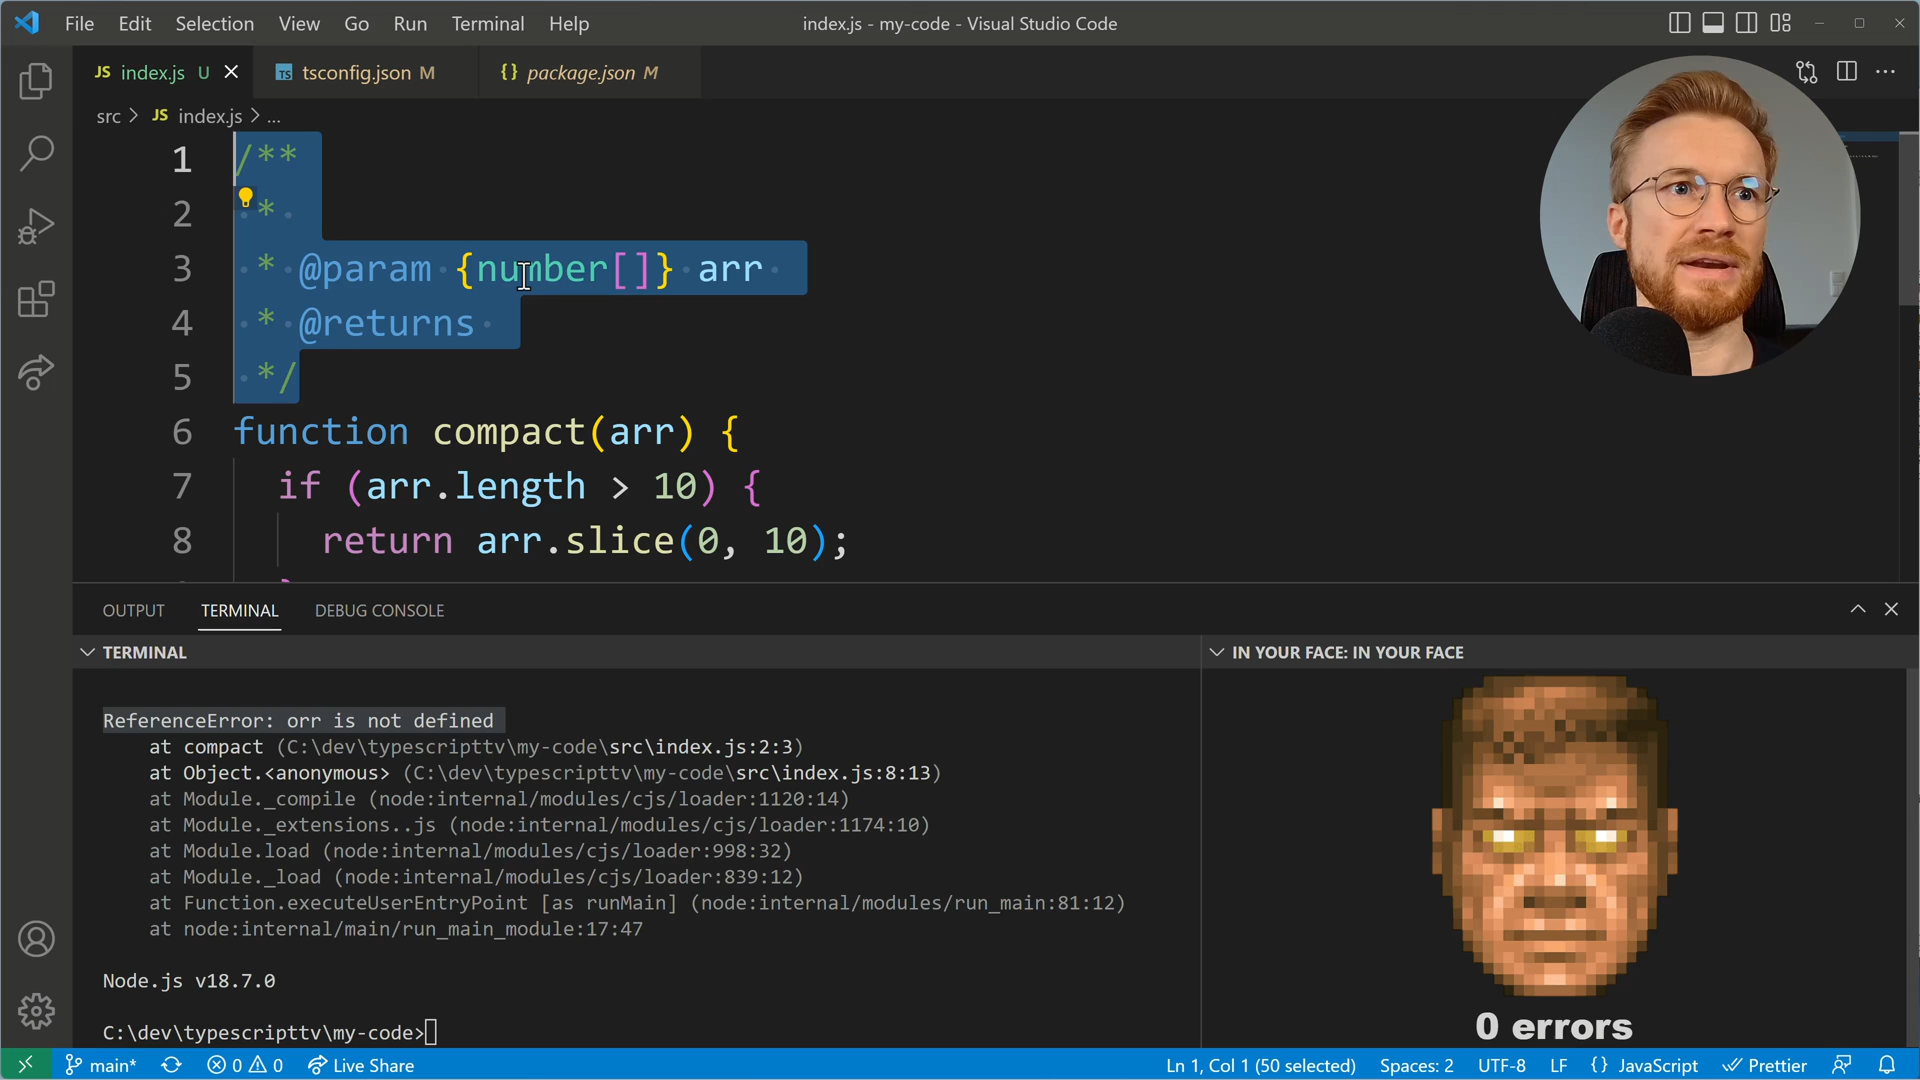 File Edit Selection View Go Run Terminal Help
index.js - my-code - Visual Studio Code
JS index.js U
TS tsconfig.json M
{} package.json M
src > JS index.js > ...
1 /**
2 *
3 * @param {number[]} arr
4 * @returns
5 */
6 function compact(arr) {
7 if (arr.length > 10) {
8 return arr.slice(0, 10);
OUTPUT TERMINAL DEBUG CONSOLE
TERMINAL
IN YOUR FACE: IN YOUR FACE
ReferenceError: orr is not defined
at compact (C:\dev\typescripttv\my-code\src\index.js:2:3)
at Object.<anonymous> (C:\dev\typescripttv\my-code\src\index.js:8:13)
at Module._compile (node:internal/modules/cjs/loader:1120:14)
at Module._extensions..js (node:internal/modules/cjs/loader:1174:10)
at Module.load (node:internal/modules/cjs/loader:998:32)
at Module._load (node:internal/modules/cjs/loader:839:12)
at Function.executeUserEntryPoint [as runMain] (node:internal/modules/run_main:81:12)
at node:internal/main/run_main_module:17:47
Node.js v18.7.0
C:\dev\typescripttv\my-code>
0 errors
main* 0 0 Live Share
Ln 1, Col 1 (50 selected) Spaces: 2 UTF-8 LF {} JavaScript Prettier